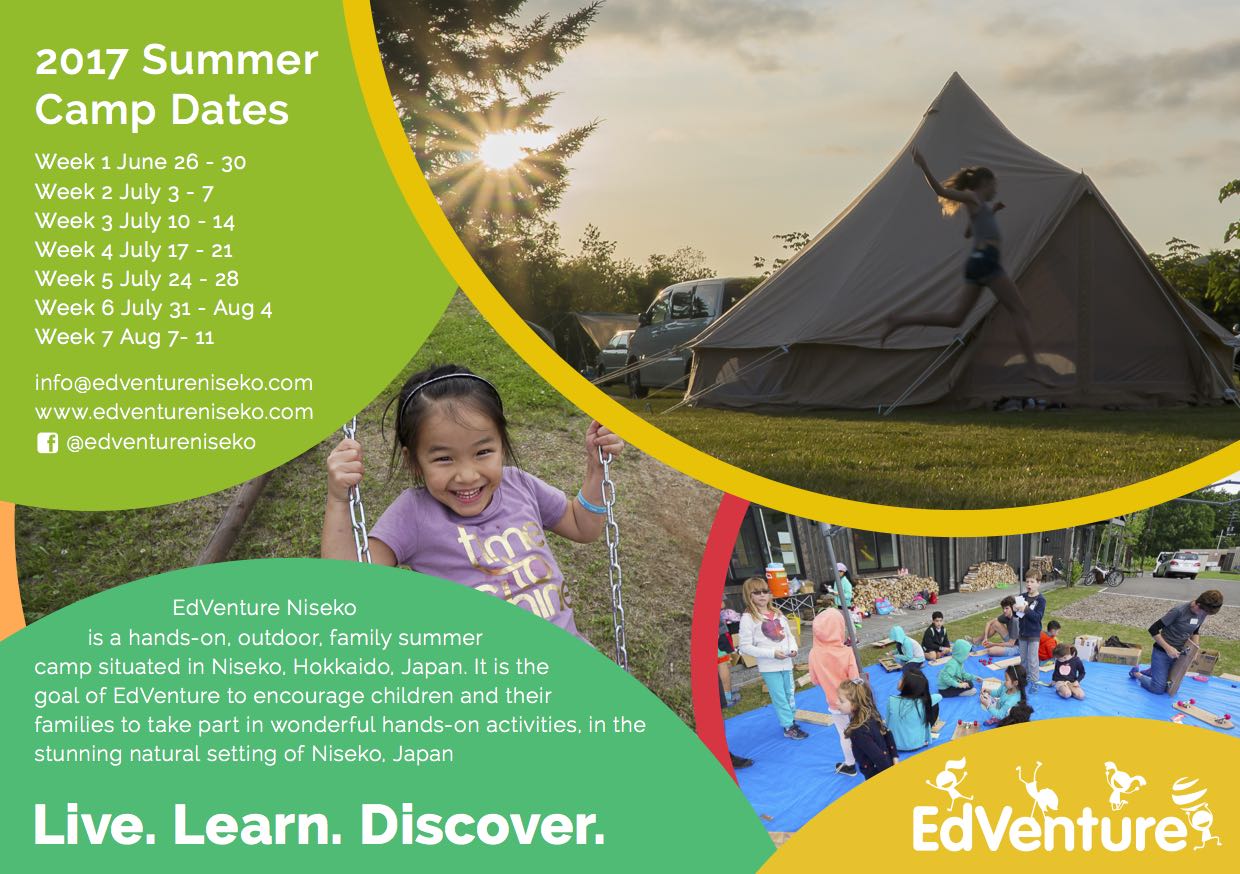 2017 Summer
Camp Dates
Week 1 June 26 - 30
Week 2 July 3 - 7
Week 3 July 10 - 14
Week 4 July 17 - 21
Week 5 July 24 - 28
Week 6 July 31 - Aug 4
Week 7 Aug 7- 11
info@edventureniseko.com
www.edventureniseko.com
f @edventureniseko
time
to
EdVenture Niseko
is a hands-on, outdoor, family summer
camp situated in Niseko, Hokkaido, Japan. It is the
goal of EdVenture to encourage children and their
families to take part in wonderful hands-on activities, in the
stunning natural setting of Niseko, Japan
Live. Learn. Discover.
EdVenture